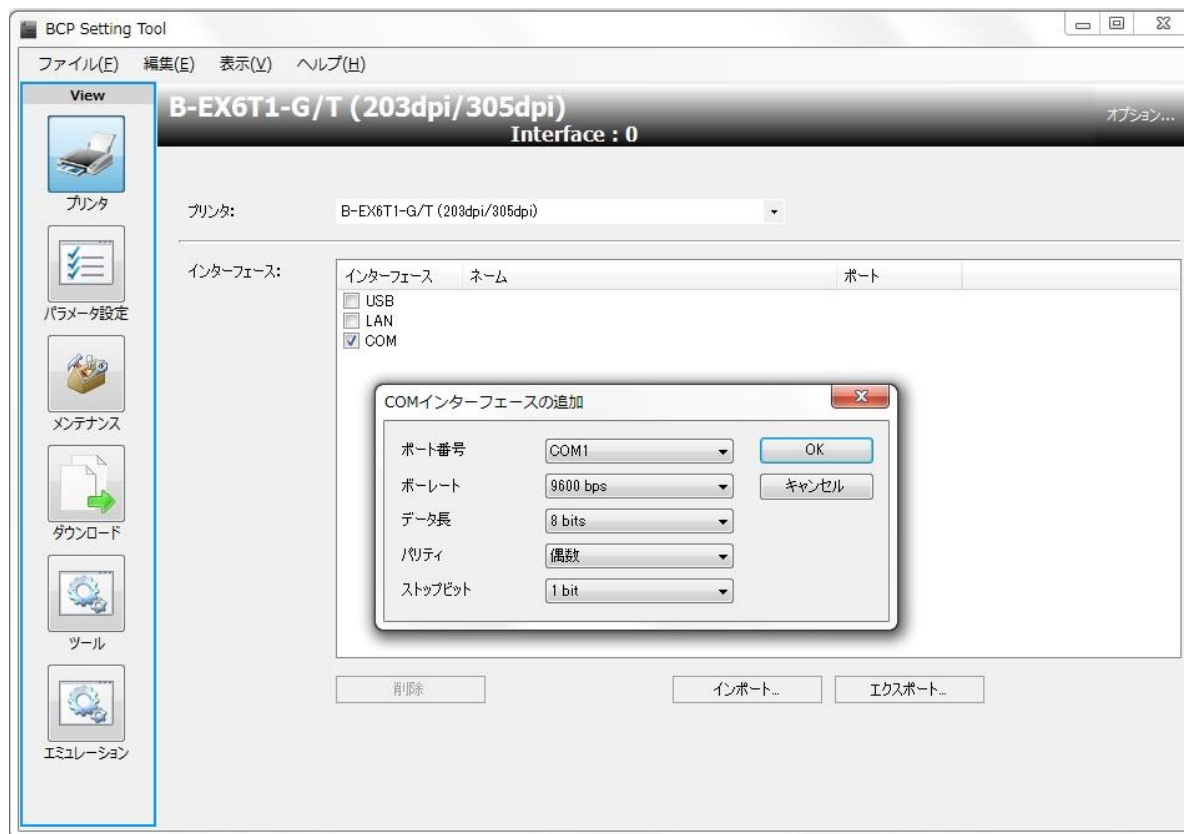 BCP Setting Tool
ファイル(F) 編集(E) 表示(V) ヘルプ(H)
View
B-EX6T1-G/T (203dpi/305dpi)
Interface : 0
オプション...
プリンタ
パラメータ設定
メンテナンス
ダウンロード
ツール
エミュレーション
プリンタ: B-EX6T1-G/T (203dpi/305dpi)
インターフェース:
インターフェース ネーム ポート
USB
LAN
COM
COMインターフェースの追加
ポート番号 COM1 OK
ボーレート 9600 bps キャンセル
データ長 8 bits
パリティ 偶数
ストップビット 1 bit
削除 インポート... エクスポート...